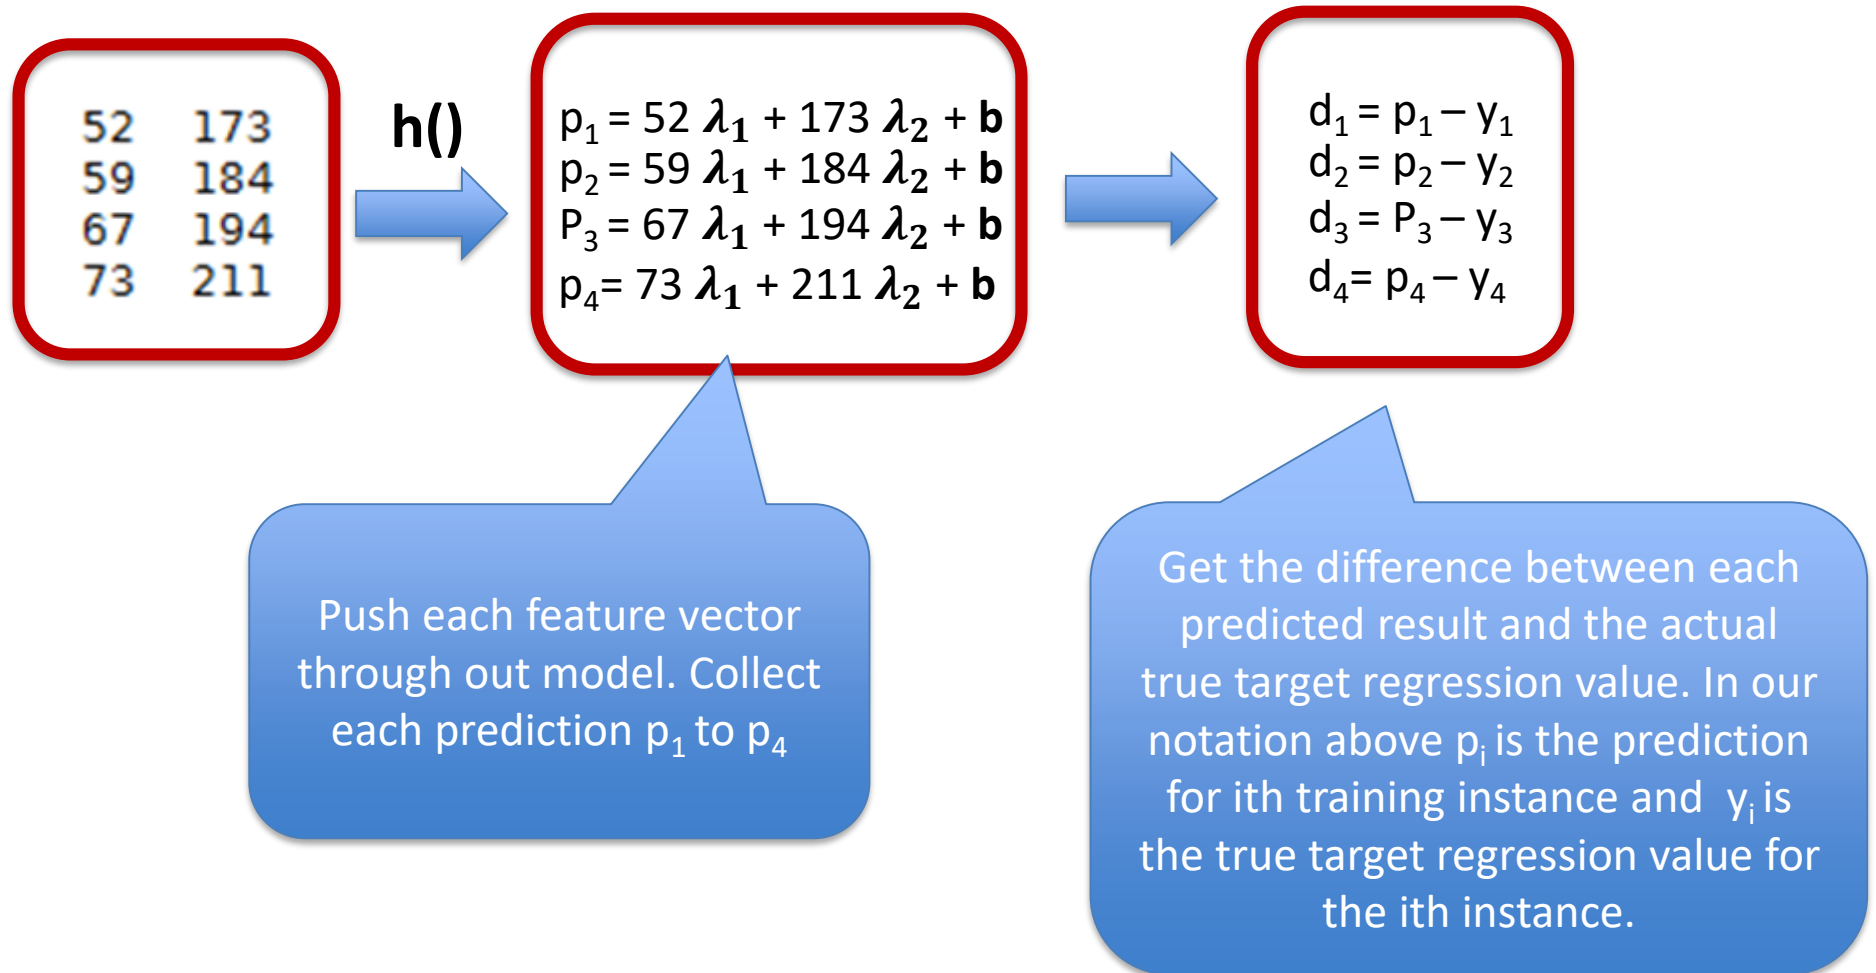 52 173
59 184
67 194
73 211
h()
p₁ = 52 λ₁ + 173 λ₂ + b
p₂ = 59 λ₁ + 184 λ₂ + b
P₃ = 67 λ₁ + 194 λ₂ + b
p₄= 73 λ₁ + 211 λ₂ + b
d₁ = p₁ – y₁
d₂ = p₂ – y₂
d₃ = P₃ – y₃
d₄= p₄ – y₄
Push each feature vector
through out model. Collect
each prediction p₁ to p₄
Get the difference between each
predicted result and the actual
true target regression value. In our
notation above pᵢ is the prediction
for ith training instance and yᵢ is
the true target regression value for
the ith instance.